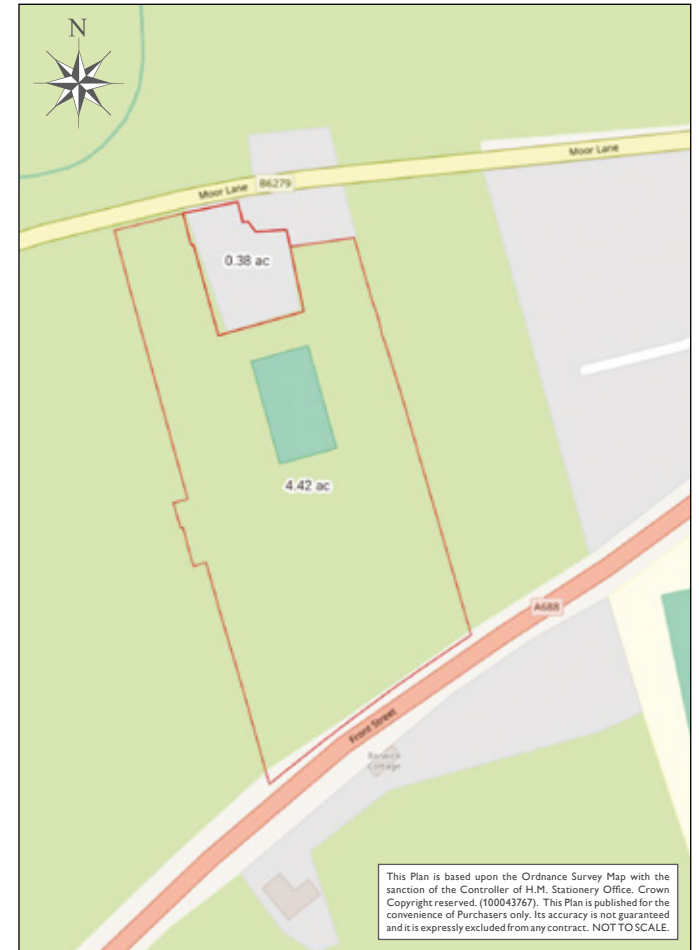 N
Moor Lane
Moor Lane B6279
0.38 ac
4.42 ac
A688
Front Street
Barwick
Cottage
This Plan is based upon the Ordnance Survey Map with the
sanction of the Controller of H.M. Stationery Office. Crown
Copyright reserved. (100043767). This Plan is published for the
convenience of Purchasers only. Its accuracy is not guaranteed
and it is expressly excluded from any contract. NOT TO SCALE.